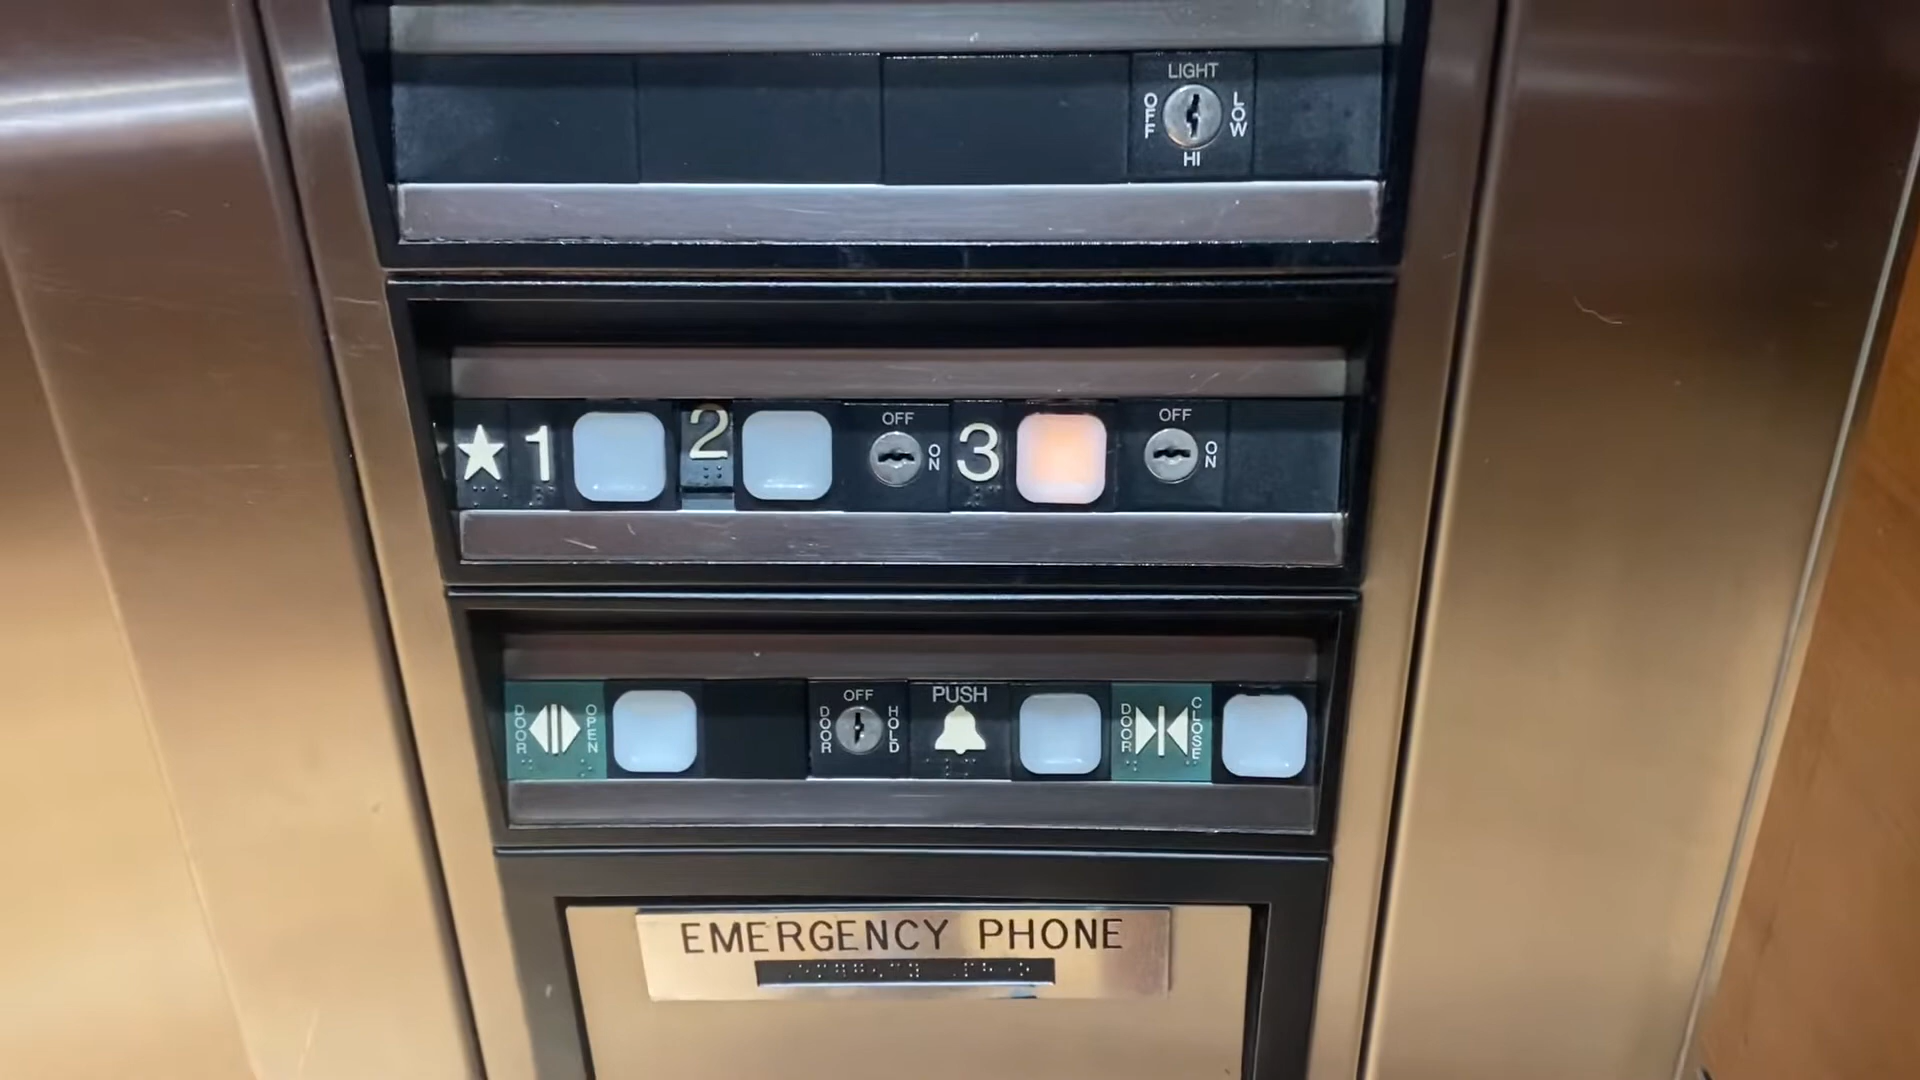 LIGHT
OFF
LOW
HI
★1
2
OFF
ON
3
OFF
ON
DOOR
OPEN
OFF
DOOR
HOLD
PUSH
DOOR
CLOSE
EMERGENCY PHONE